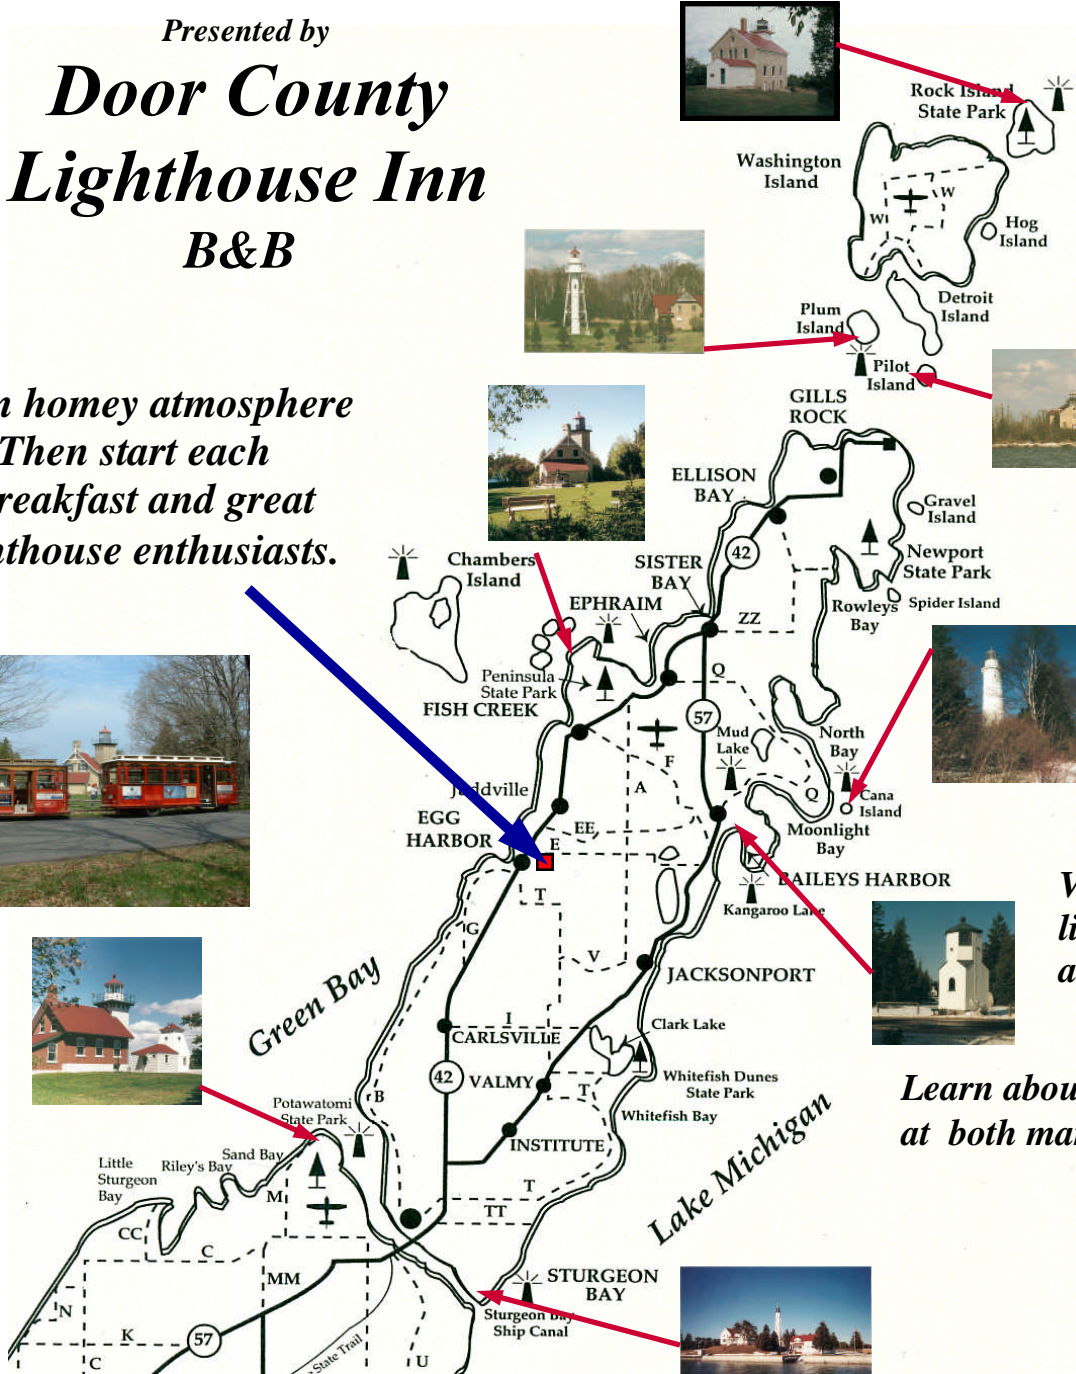 Presented by
Door County
Lighthouse Inn
B&B
homey atmosphere
Then start each
and great
enthusiasts.
Rock Island
State Park
Washington
Island
W
W
Hog
Island
Detroit
Island
Plum
Island
Pilot
Island
GILLS
ROCK
ELLISON
BAY
Gravel
Island
42
Newport
State Park
Chambers
Island
SISTER
BAY
EPHRAIM
Spider Island
Rowleys
Bay
ZZ
Peninsula
State Park
Q
FISH CREEK
57
Mud
Lake
North
Bay
F
A
Juddville
Q
Cana
Island
EGG
HARBOR
EE
E
Moonlight
Bay
BAILEYS HARBOR
T
Kangaroo Lake
G
V
JACKSONPORT
Green Bay
I
CARLSVILLE
Clark Lake
42
VALMY
T
Whitefish Dunes
State Park
B
Whitefish Bay
Potawatomi
State Park
INSTITUTE
Lake Michigan
Learn
at both
Little
Sturgeon
Bay
Riley's Bay
Sand Bay
M
T
TT
CC
C
MM
STURGEON
BAY
Sturgeon Bay
Ship Canal
N
K
57
C
State Trail
U